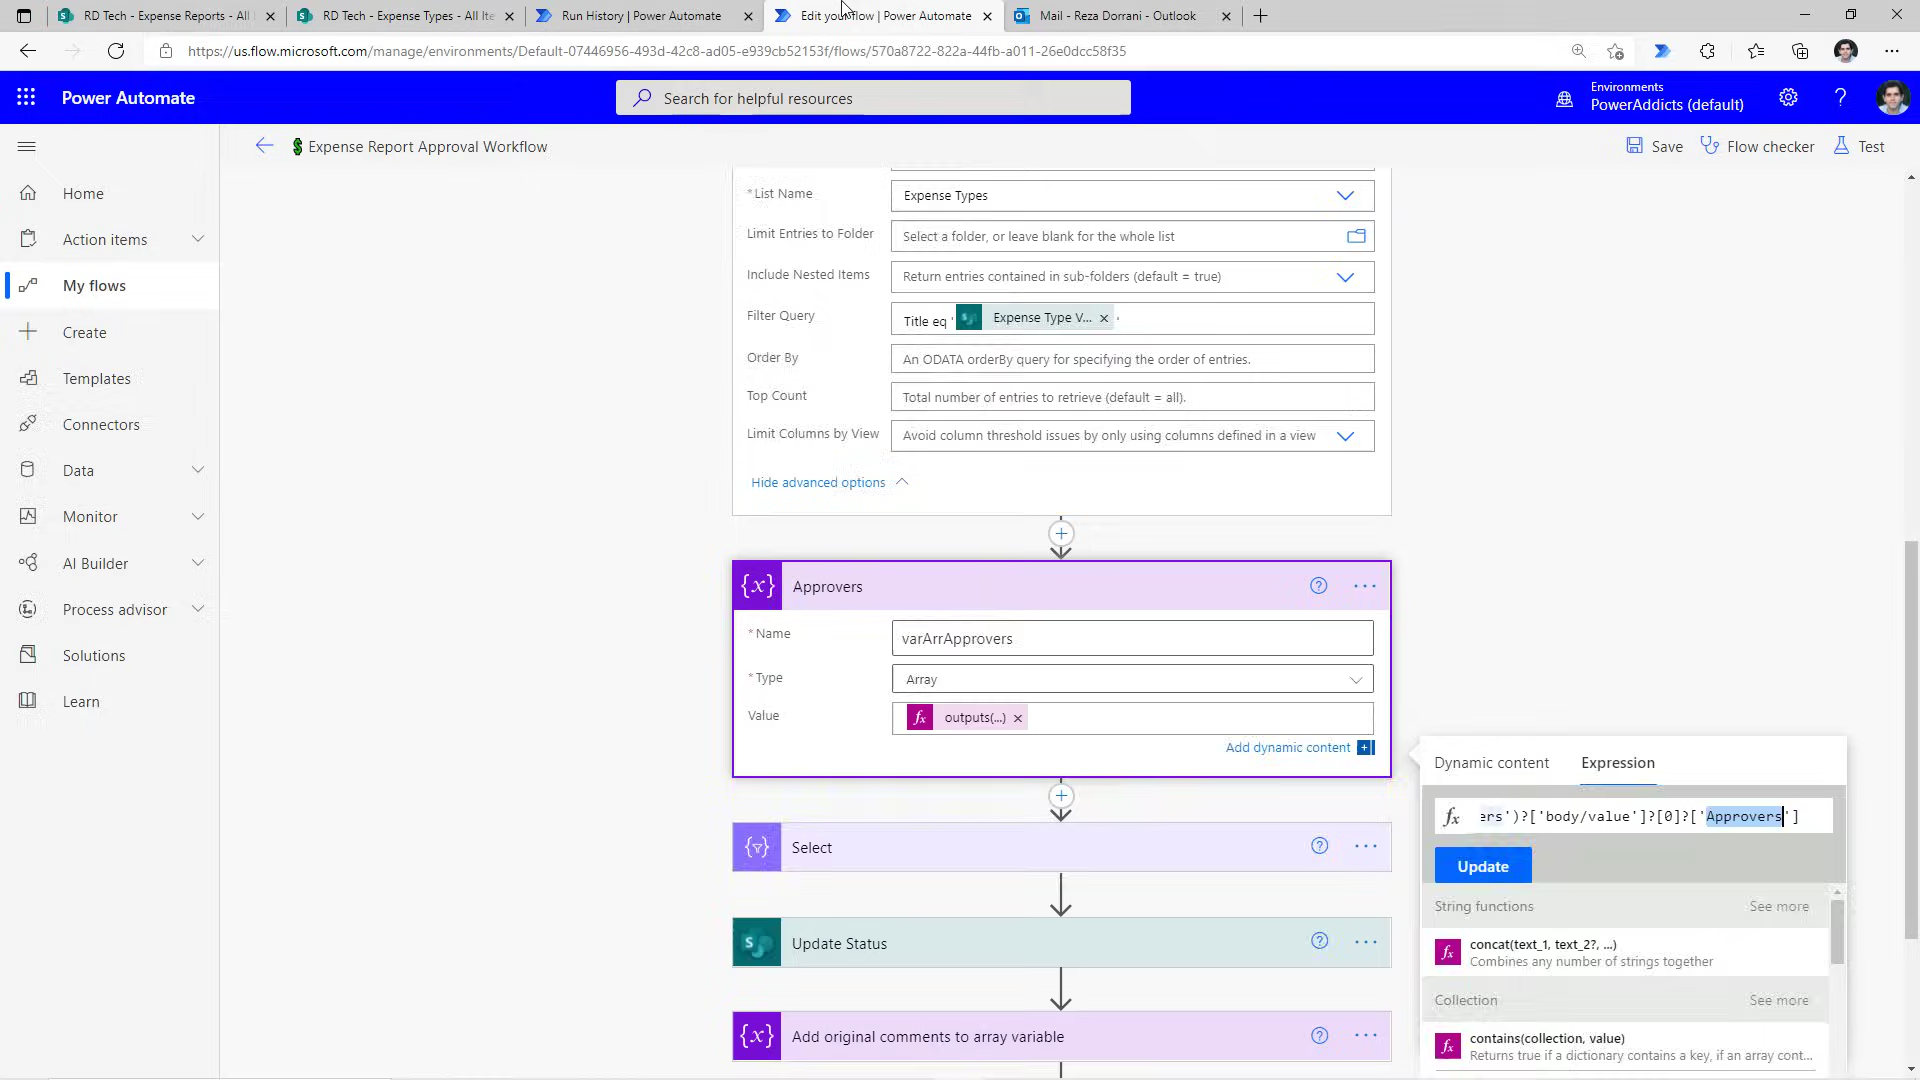 RD Tech - Expense Reports - All
RD Tech - Expense Types - All Ite
Run History | Power Automate
Edit your flow | Power Automate
Mail - Reza Dorrani - Outlook
https://us.flow.microsoft.com/manage/environments/Default-07446956-493d-42c8-ad05-e939cb52153f/flows/570a8722-822a-44fb-a011-26e0dcc58f35
Power Automate
Search for helpful resources
Environments
PowerAddicts (default)
Expense Report Approval Workflow
Save
Flow checker
Test
Home
Action items
My flows
Create
Templates
Connectors
Data
Monitor
AI Builder
Process advisor
Solutions
Learn
* List Name
Expense Types
Limit Entries to Folder
Select a folder, or leave blank for the whole list
Include Nested Items
Return entries contained in sub-folders (default = true)
Filter Query
Title eq ' Expense Type V... × '
Order By
An ODATA orderBy query for specifying the order of entries.
Top Count
Total number of entries to retrieve (default = all).
Limit Columns by View
Avoid column threshold issues by only using columns defined in a view
Hide advanced options
{x} Approvers
* Name
varArrApprovers
* Type
Array
Value
fx outputs(...) ×
Add dynamic content
Select
Update Status
{x} Add original comments to array variable
Dynamic content
Expression
fx ers')?['body/value']?[0]?['Approvers']
Update
String functions
See more
fx concat(text_1, text_2?, ...)
Combines any number of strings together
Collection
See more
fx contains(collection, value)
Returns true if a dictionary contains a key, if an array cont...